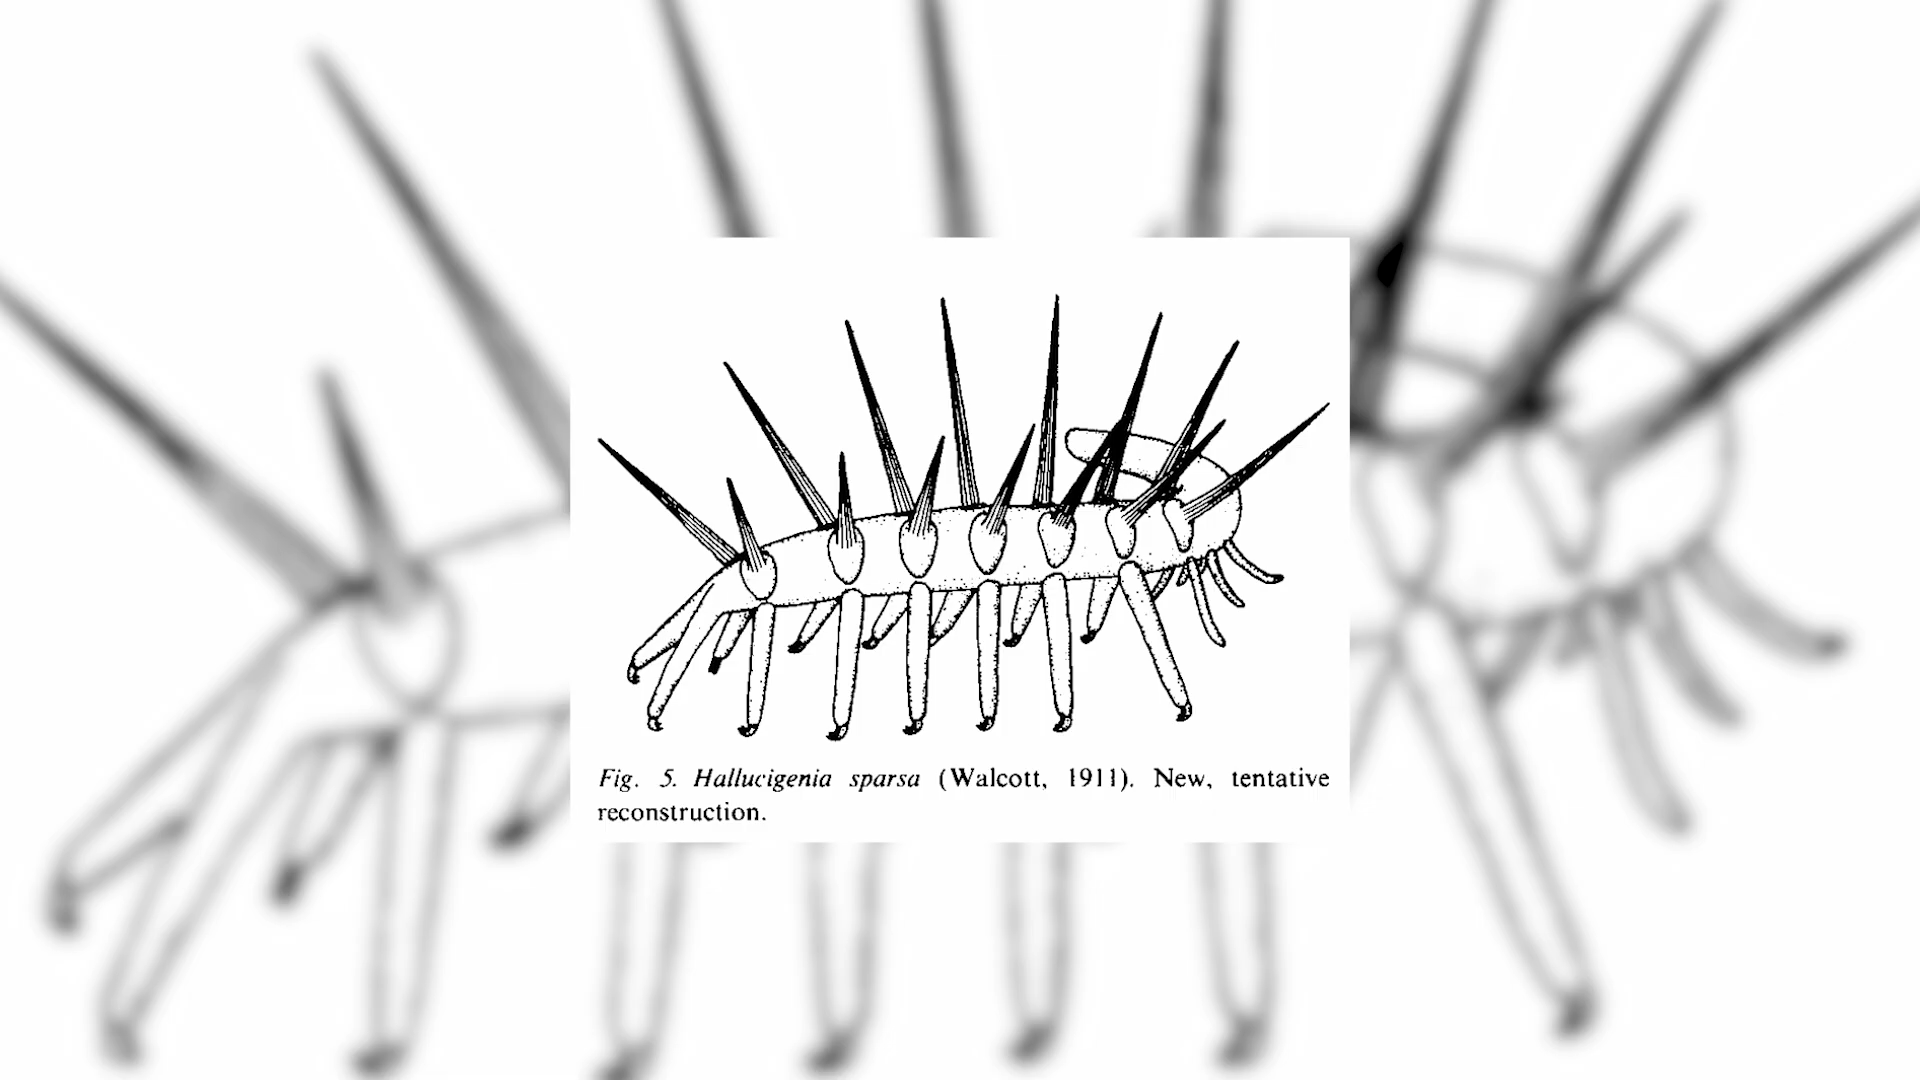 Fig. 5. Hallucigenia sparsa (Walcott, 1911). New, tentative
reconstruction.